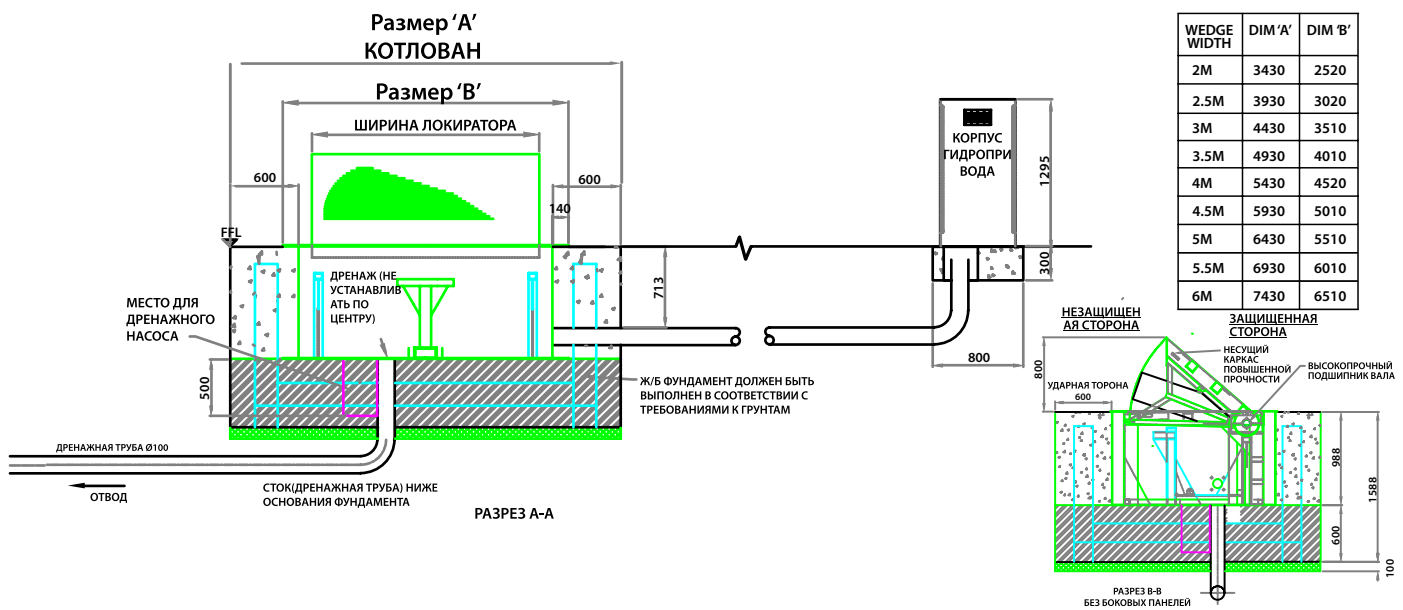 Размер ‘А’
КОТЛОВАН
Размер ‘В’
ШИРИНА ЛОКИРАТОРА
600
600
140
FFL
ДРЕНАЖ (НЕ
УСТАНАВЛИВ
АТЬ ПО
ЦЕНТРУ)
713
МЕСТО ДЛЯ
ДРЕНАЖНОГО
НАСОСА
500
Ж/Б ФУНДАМЕНТ ДОЛЖЕН БЫТЬ
ВЫПОЛНЕН В СООТВЕТСТВИИ С
ТРЕБОВАНИЯМИ К ГРУНТАМ
ДРЕНАЖНАЯ ТРУБА Ø100
ОТВОД
СТОК(ДРЕНАЖНАЯ ТРУБА) НИЖЕ
ОСНОВАНИЯ ФУНДАМЕНТА
РАЗРЕЗ А-А
КОРПУС
ГИДРОПРИ
ВОДА
1295
300
800
WEDGE WIDTH DIM ‘A’ DIM ‘B’
2M 3430 2520
2.5M 3930 3020
3M 4430 3510
3.5M 4930 4010
4M 5430 4520
4.5M 5930 5010
5M 6430 5510
5.5M 6930 6010
6M 7430 6510
НЕЗАЩИЩЕН
АЯ СТОРОНА
ЗАЩИЩЕННАЯ
СТОРОНА
НЕСУЩИЙ
КАРКАС
ПОВЫШЕННОЙ
ПРОЧНОСТИ
ВЫСОКОПРОЧНЫЙ
ПОДШИПНИК ВАЛА
800
УДАРНАЯ ТОРОНА
600
988
1588
600
100
РАЗРЕЗ В-В
БЕЗ БОКОВЫХ ПАНЕЛЕЙ